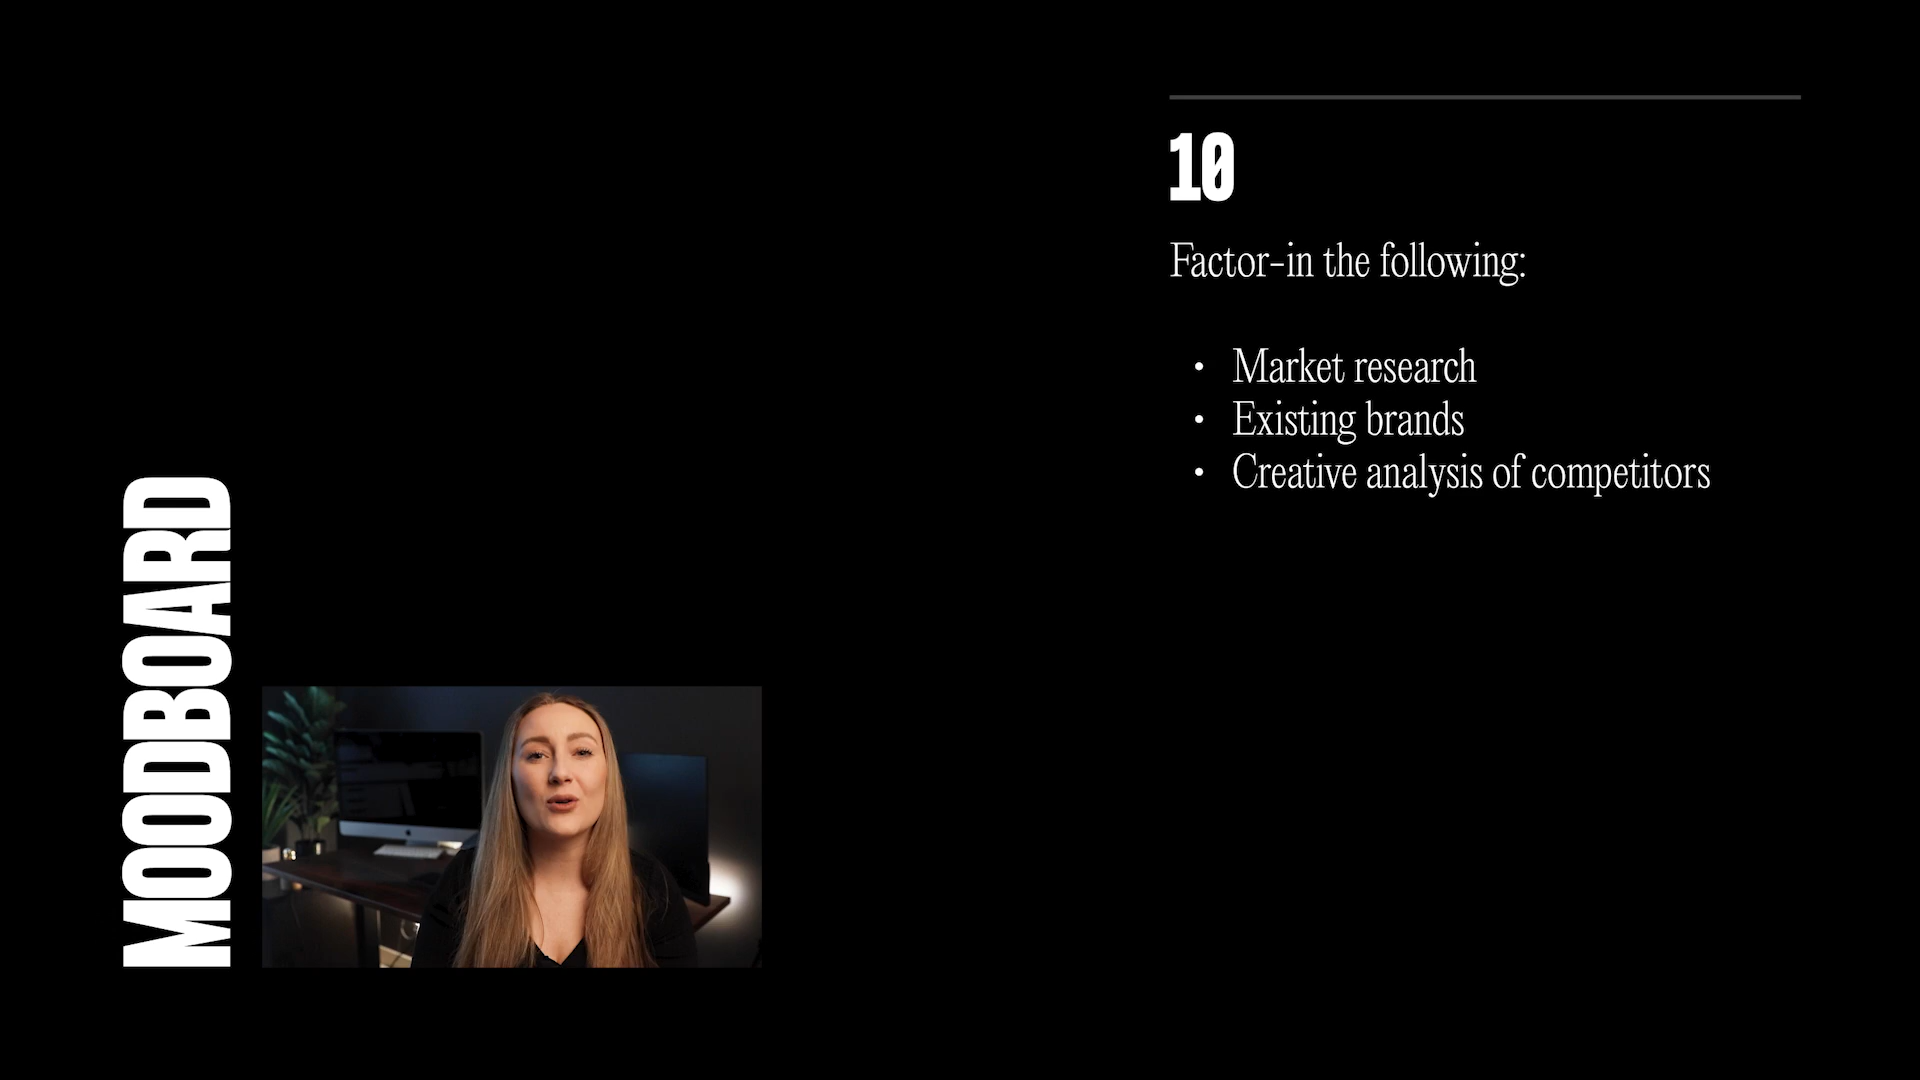 MOODBOARD
10
Factor-in the following:
• Market research
• Existing brands
• Creative analysis of competitors